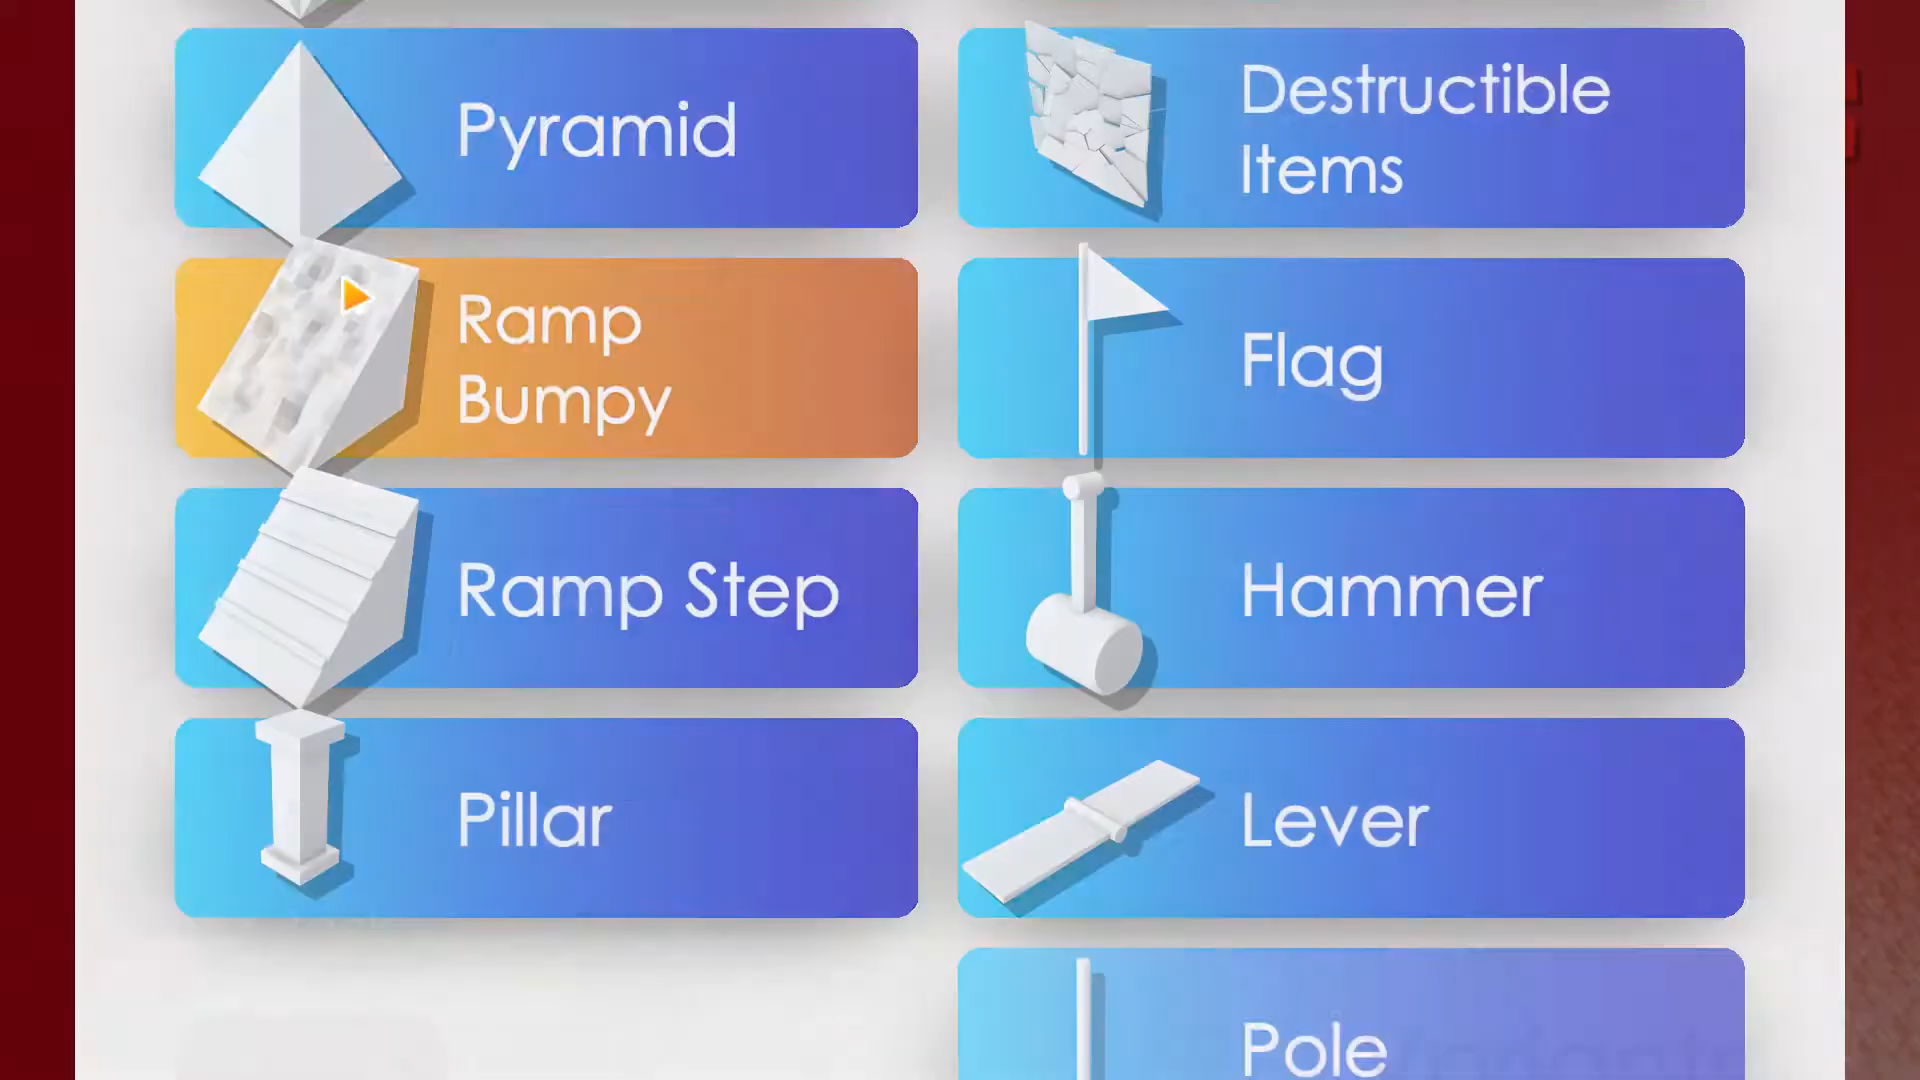 Pyramid
Ramp
Bumpy
Ramp Step
Pillar
Destructible
Items
Flag
Hammer
Lever
Pole